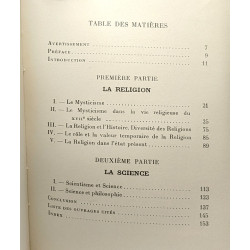 TABLE DES MATIÈRES
AVERTISSEMENT 7
PRÉFACE 9
INTRODUCTION 11
PREMIÈRE PARTIE
LA RELIGION
I. — Le Mysticisme 21
II. — Le Mysticisme dans la vie religieuse du
XVIIe siècle 25
III. — La Religion et l'Histoire. Diversité des Religions 75
IV. — Le rôle et la valeur temporaire de la Religion 85
V. — La Religion dans l'état présent 89
DEUXIÈME PARTIE
LA SCIENCE
I. — Scientisme et Science 113
II. — Science et philosophie 133
CONCLUSION 137
LISTE DES OUVRAGES CITÉS 145
INDEX 153